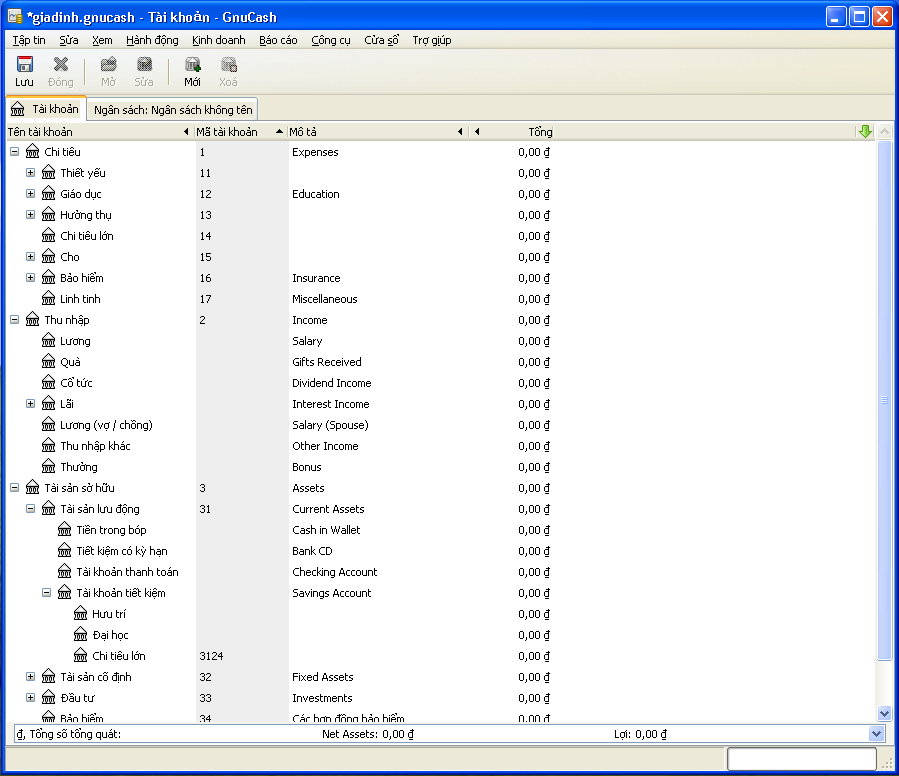 *giadinh.gnucash - Tài khoản - GnuCash
Tập tin Sửa Xem Hành động Kinh doanh Báo cáo Công cụ Cửa sổ Trợ giúp
Lưu Đóng Mở Sửa Mới Xoá
Tài khoản Ngân sách: Ngân sách không tên
Tên tài khoản Mã tài khoản Mô tả Tổng
Chi tiêu 1 Expenses 0,00 ₫
Thiết yếu 11 0,00 ₫
Giáo dục 12 Education 0,00 ₫
Hưởng thụ 13 0,00 ₫
Chi tiêu lớn 14 0,00 ₫
Cho 15 0,00 ₫
Bảo hiểm 16 Insurance 0,00 ₫
Linh tinh 17 Miscellaneous 0,00 ₫
Thu nhập 2 Income 0,00 ₫
Lương Salary 0,00 ₫
Quà Gifts Received 0,00 ₫
Cổ tức Dividend Income 0,00 ₫
Lãi Interest Income 0,00 ₫
Lương (vợ / chồng) Salary (Spouse) 0,00 ₫
Thu nhập khác Other Income 0,00 ₫
Thưởng Bonus 0,00 ₫
Tài sản sở hữu 3 Assets 0,00 ₫
Tài sản lưu động 31 Current Assets 0,00 ₫
Tiền trong bóp Cash in Wallet 0,00 ₫
Tiết kiệm có kỳ hạn Bank CD 0,00 ₫
Tài khoản thanh toán Checking Account 0,00 ₫
Tài khoản tiết kiệm Savings Account 0,00 ₫
Hưu trí 0,00 ₫
Đại học 0,00 ₫
Chi tiêu lớn 3124 0,00 ₫
Tài sản cố định 32 Fixed Assets 0,00 ₫
Đầu tư 33 Investments 0,00 ₫
Bảo hiểm 34 Các hợp đồng bảo hiểm 0,00 ₫
₫, Tổng số tổng quát: Net Assets: 0,00 ₫ Lợi: 0,00 ₫